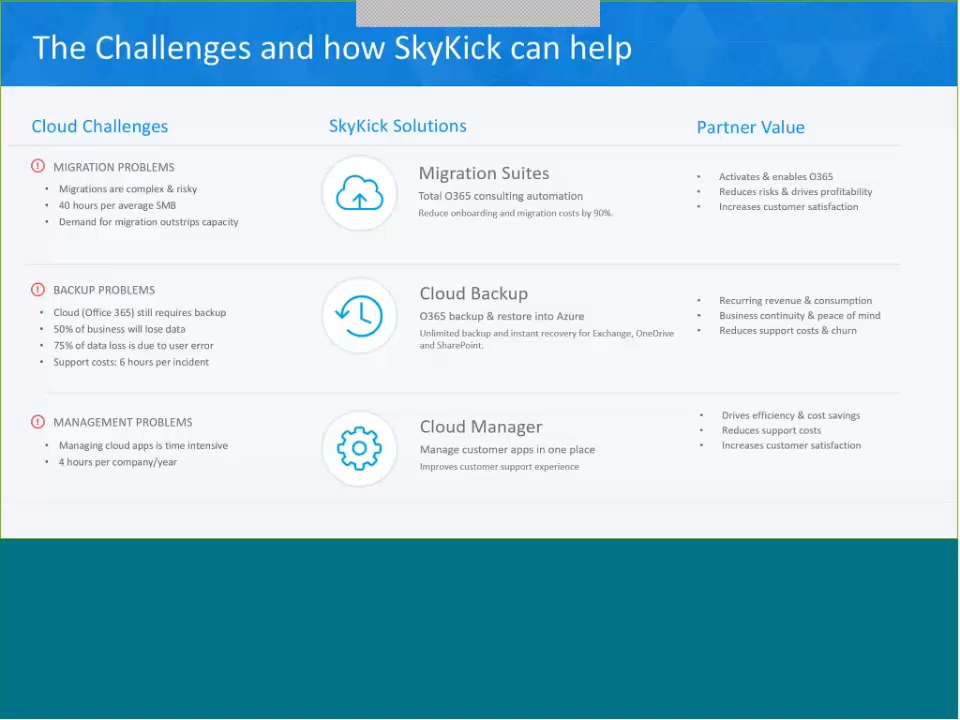 The Challenges and how SkyKick can help
Cloud Challenges
SkyKick Solutions
Partner Value
MIGRATION PROBLEMS
• Migrations are complex & risky
• 40 hours per average SMB
• Demand for migration outstrips capacity
Migration Suites
Total O365 consulting automation
Reduce onboarding and migration costs by 90%.
• Activates & enables O365
• Reduces risks & drives profitability
• Increases customer satisfaction
BACKUP PROBLEMS
• Cloud (Office 365) still requires backup
• 50% of business will lose data
• 75% of data loss is due to user error
• Support costs: 6 hours per incident
Cloud Backup
O365 backup & restore into Azure
Unlimited backup and instant recovery for Exchange, OneDrive
and SharePoint.
• Recurring revenue & consumption
• Business continuity & peace of mind
• Reduces support costs & churn
MANAGEMENT PROBLEMS
• Managing cloud apps is time intensive
• 4 hours per company/year
Cloud Manager
Manage customer apps in one place
Improves customer support experience
• Drives efficiency & cost savings
• Reduces support costs
• Increases customer satisfaction